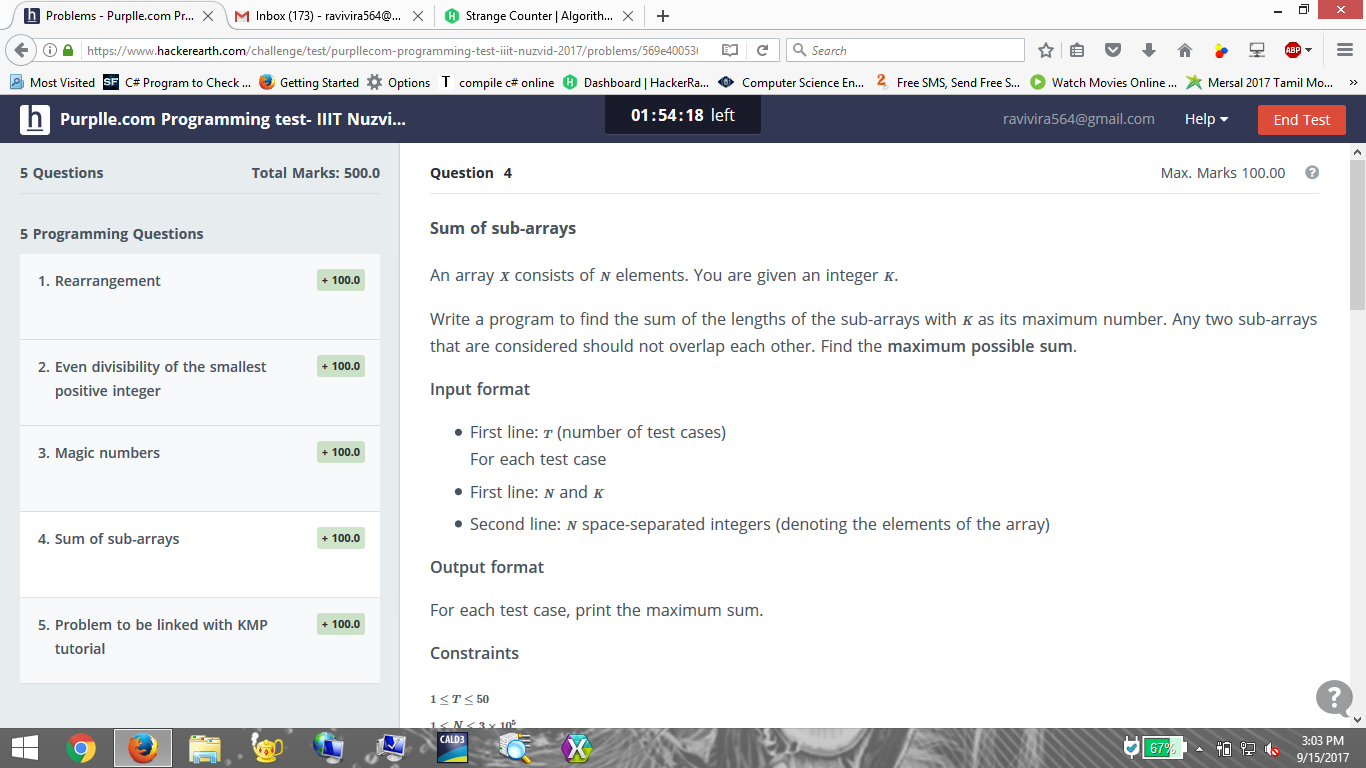 Problems - Purplle.com Pr...
Inbox (173) - ravivira564@...
Strange Counter | Algorith...
https://www.hackerearth.com/challenge/test/purpllecom-programming-test-iiit-nuzvid-2017/problems/569e40053
Search
ABP
Most Visited
SF C# Program to Check ...
Getting Started
Options
T compile c# online
Dashboard | HackerRa...
Computer Science En...
2 Free SMS, Send Free S...
Watch Movies Online ...
Mersal 2017 Tamil Mo...
h Purplle.com Programming test- IIIT Nuzvi...
01:54:18 left
ravivira564@gmail.com
Help
End Test
5 Questions Total Marks: 500.0
5 Programming Questions
1. Rearrangement + 100.0
2. Even divisibility of the smallest + 100.0
positive integer
3. Magic numbers + 100.0
4. Sum of sub-arrays + 100.0
5. Problem to be linked with KMP + 100.0
tutorial
Question 4 Max. Marks 100.00 ?
Sum of sub-arrays
An array X consists of N elements. You are given an integer K.
Write a program to find the sum of the lengths of the sub-arrays with K as its maximum number. Any two sub-arrays
that are considered should not overlap each other. Find the maximum possible sum.
Input format
• First line: T (number of test cases)
For each test case
• First line: N and K
• Second line: N space-separated integers (denoting the elements of the array)
Output format
For each test case, print the maximum sum.
Constraints
1 ≤ T ≤ 50
1 ≤ N ≤ 3 × 10⁵
?
CALD3
67%
3:03 PM
9/15/2017